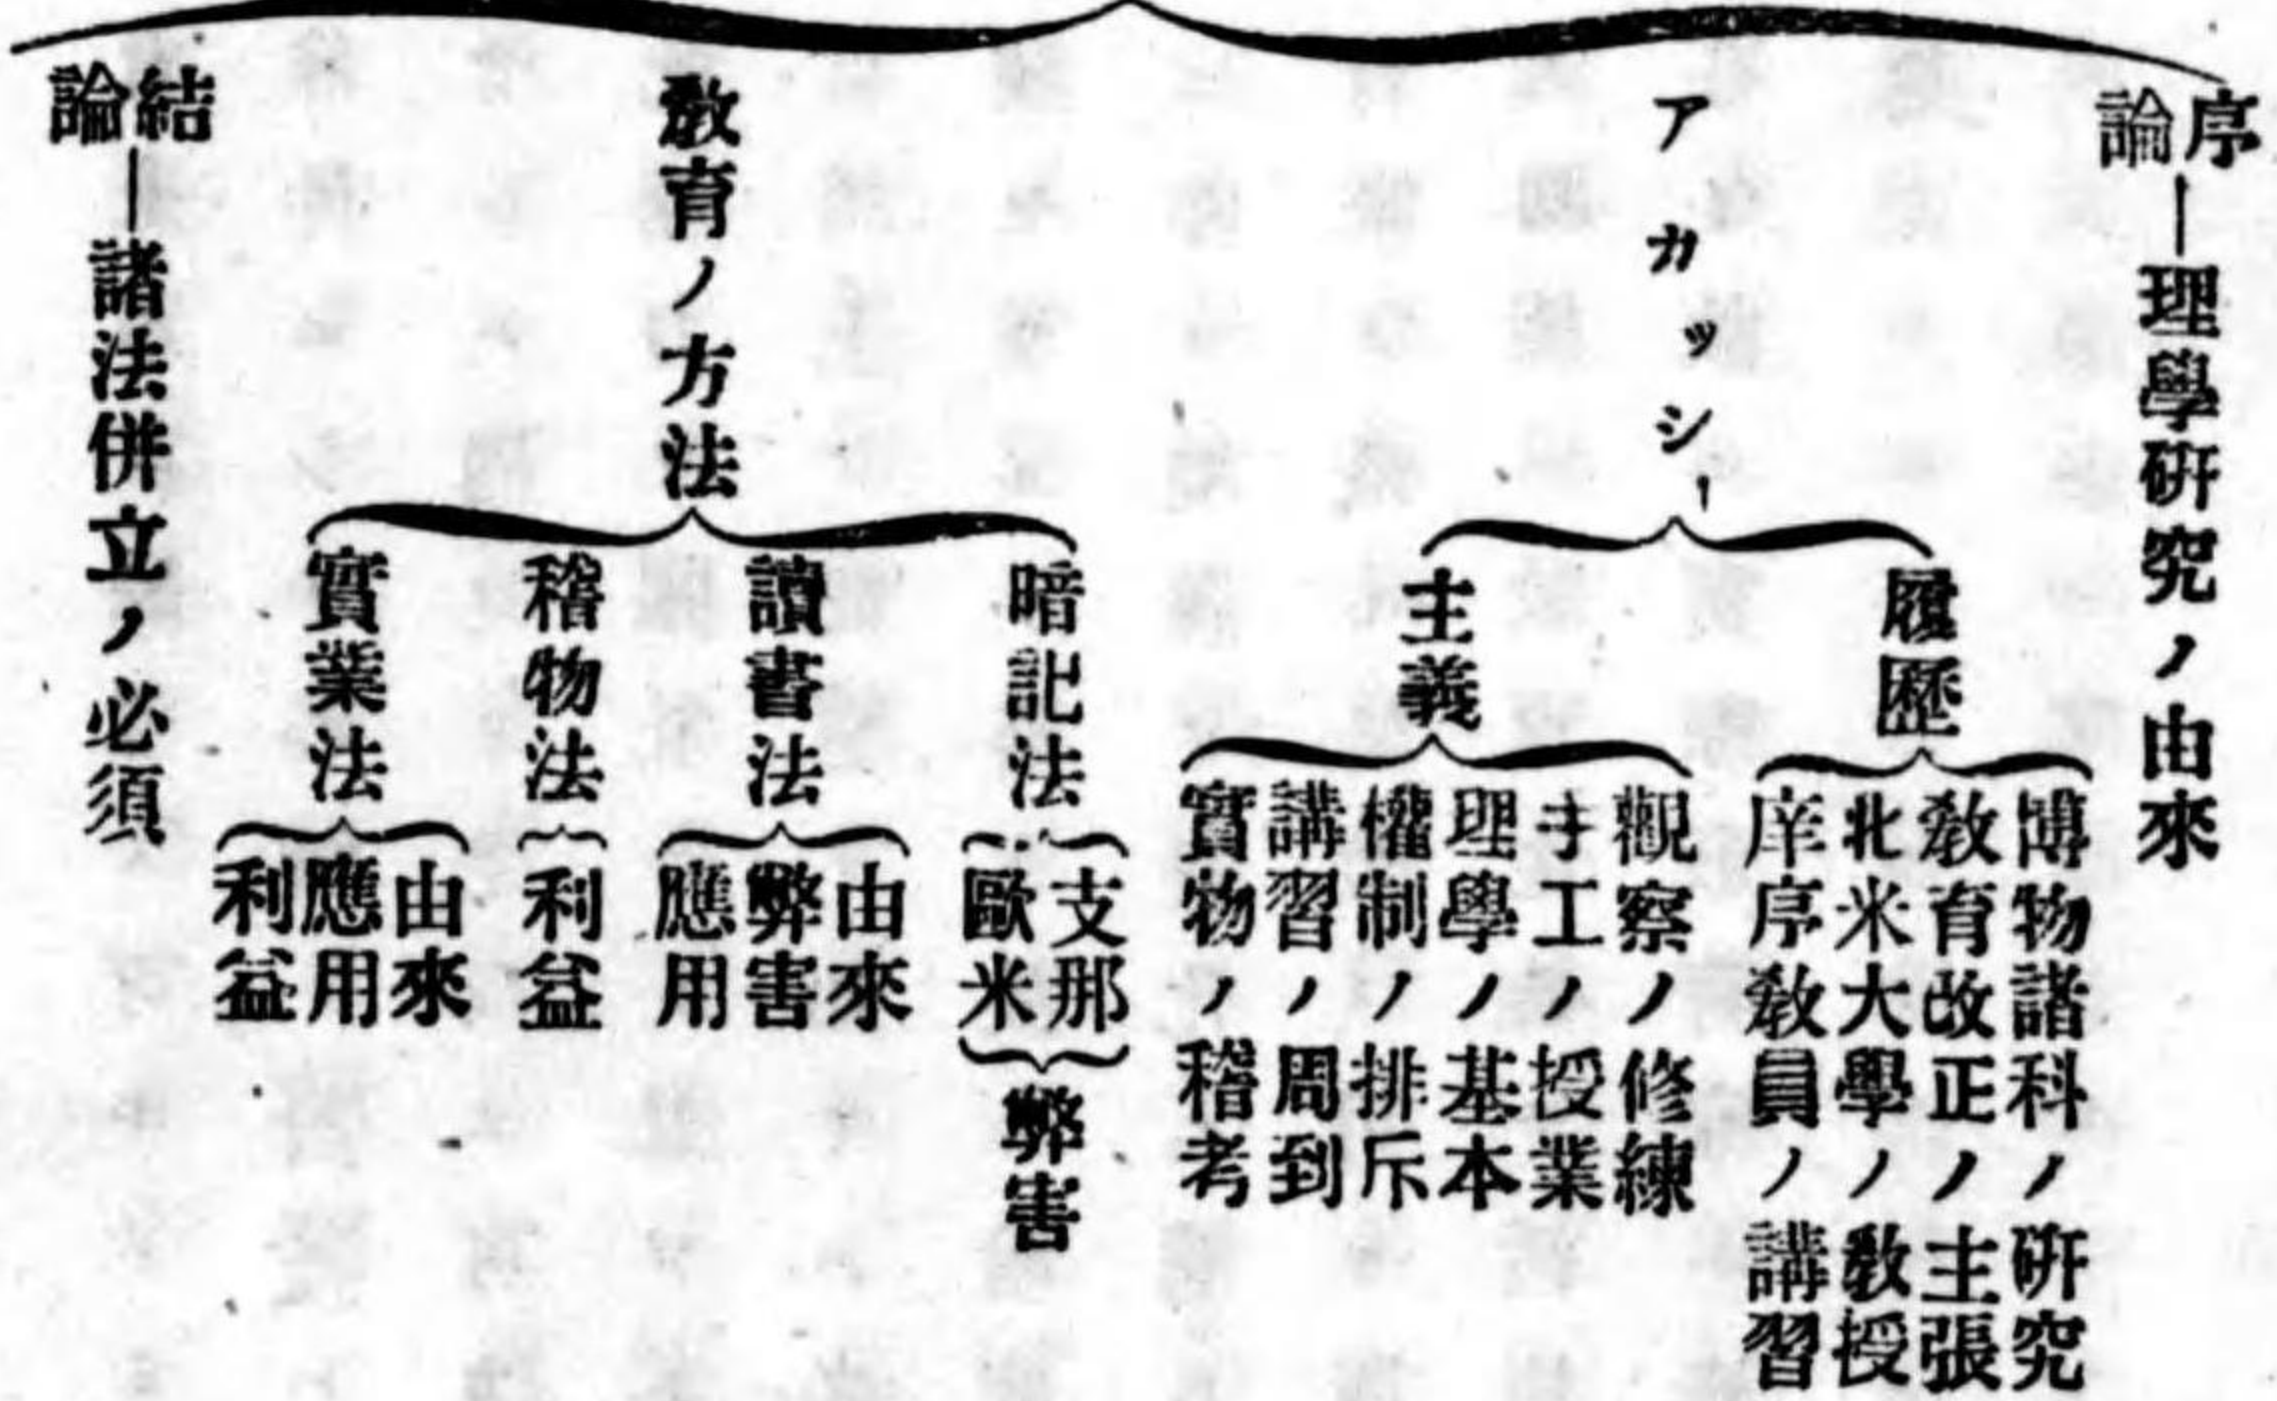 序論―理學硏究ノ由來
アカッシー
履歷
博物諸科ノ硏究
敎育改正ノ主張
北米大學ノ敎授
庠序敎員ノ講習
主義
觀察ノ修練
手工ノ授業
理學ノ基本
權制ノ排斥
講習ノ周到
實物ノ稽考
敎育ノ方法
暗記法
支那
歐米
弊害
讀書法
由來
弊害
應用
稽物法
利益
實業法
由來
應用
利益
結論―諸法併立ノ必須